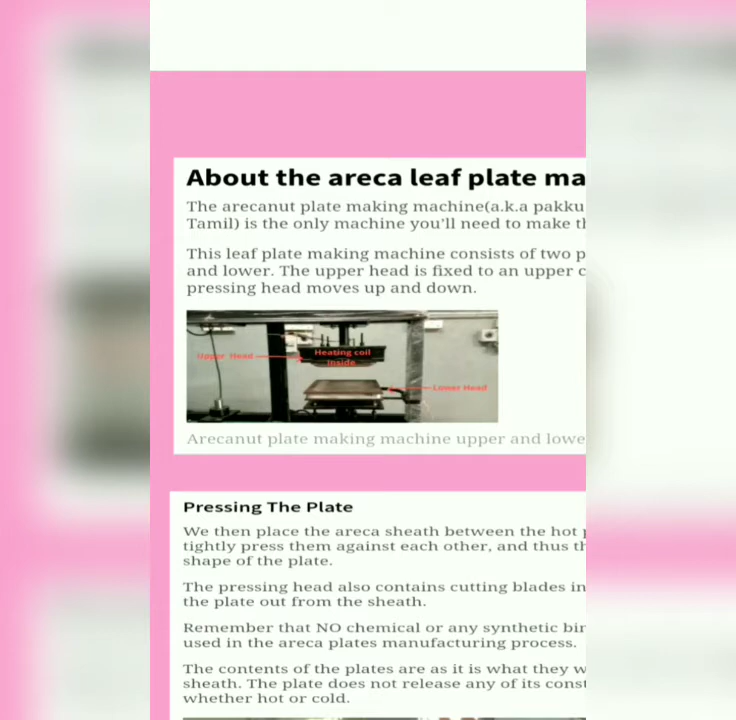 About the areca leaf plate ma
The arecanut plate making machine(a.k.a pakku
Tamil) is the only machine you'll need to make th
This leaf plate making machine consists of two p
and lower. The upper head is fixed to an upper c
pressing head moves up and down.
Upper Head
Heating coil
Inside
Lower Head
Arecanut plate making machine upper and lowe
Pressing The Plate
We then place the areca sheath between the hot p
tightly press them against each other, and thus th
shape of the plate.
The pressing head also contains cutting blades in
the plate out from the sheath.
Remember that NO chemical or any synthetic bin
used in the areca plates manufacturing process.
The contents of the plates are as it is what they w
sheath. The plate does not release any of its const
whether hot or cold.